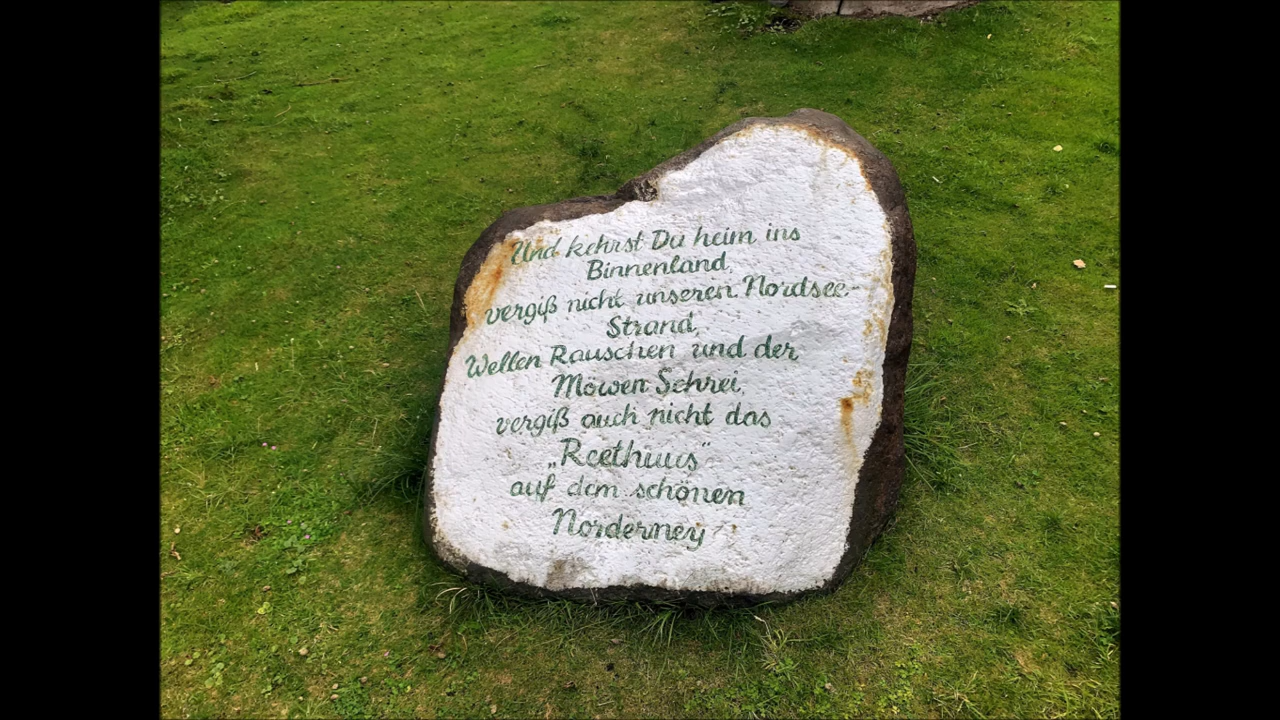 Und kehrst Du heim ins
Binnenland,
vergiß nicht unseren Nordsee-
Strand,
Wellen Rauschen und der
Möwen Schrei,
vergiß auch nicht das
„Reethuus“
auf dem schönen
Norderney